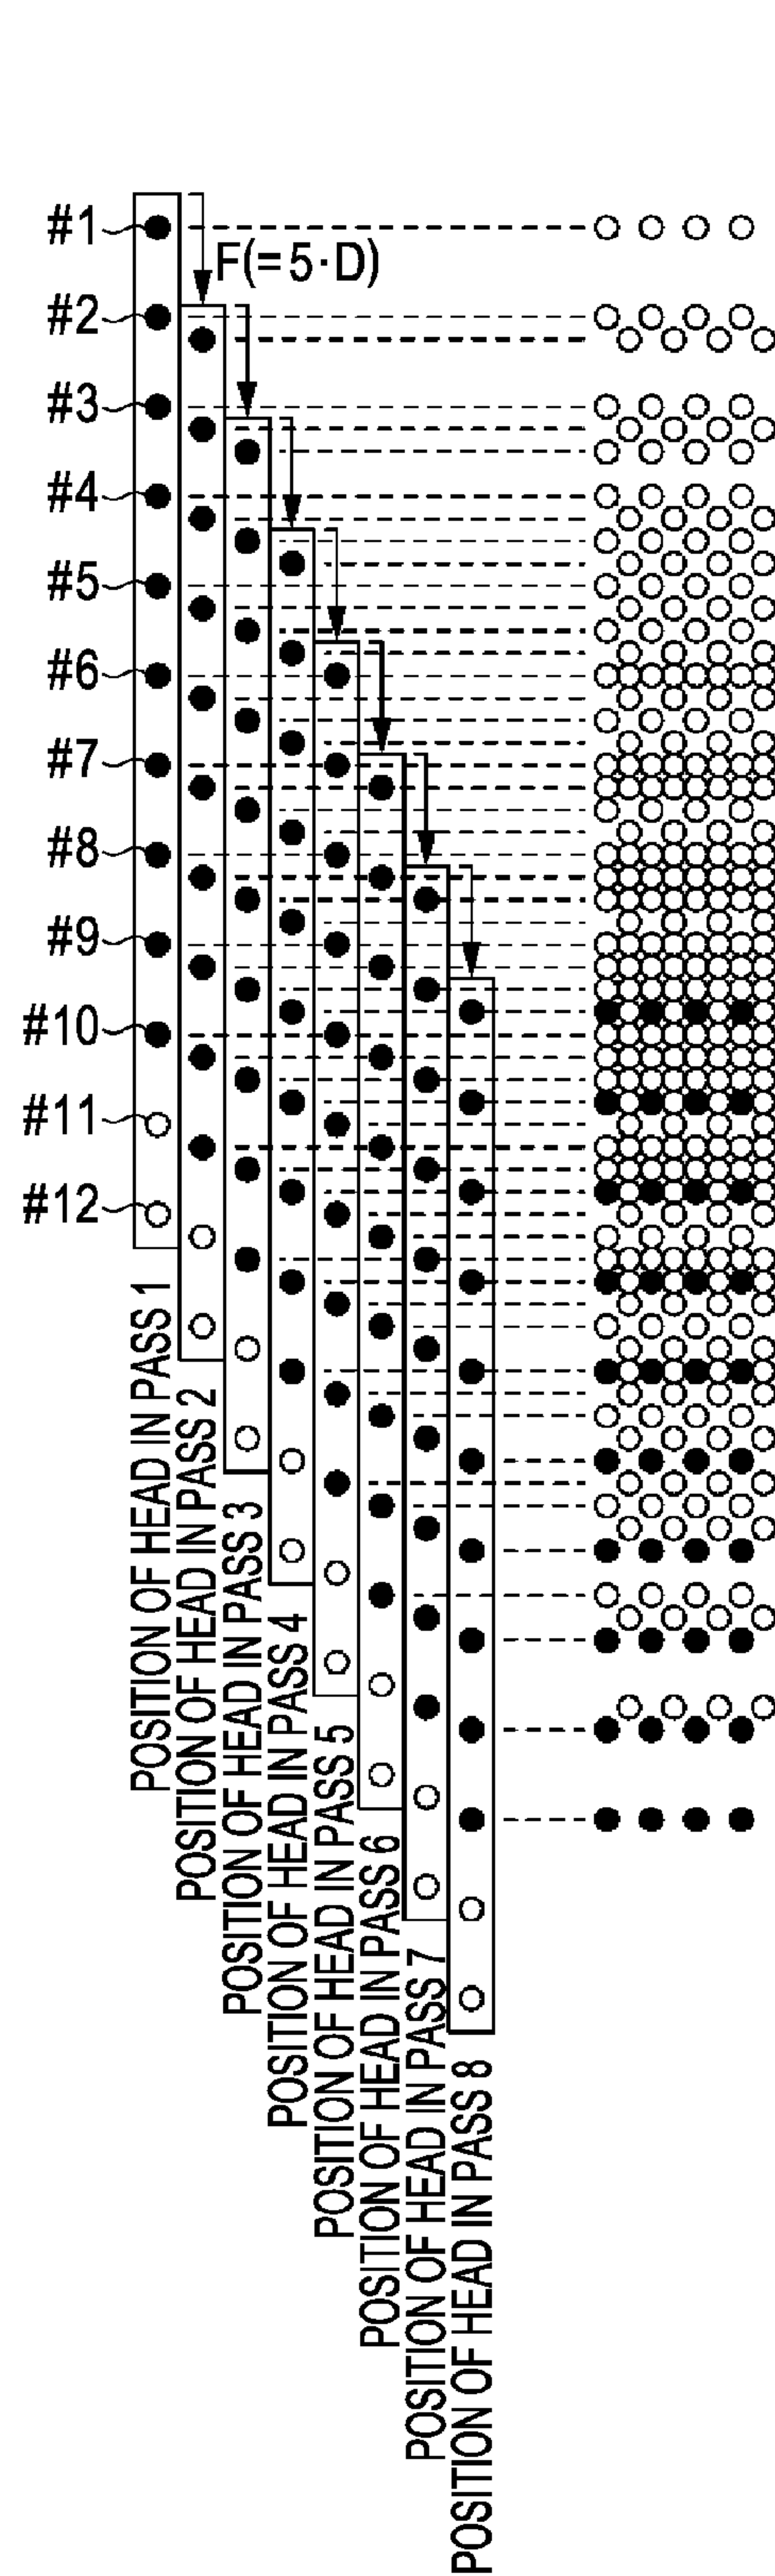 #1
F(=5·D)
#2
#3
#4
#5
#6
#7
#8
#9
#10
#11
#12
POSITION OF HEAD IN PASS 1
POSITION OF HEAD IN PASS 2
POSITION OF HEAD IN PASS 3
POSITION OF HEAD IN PASS 4
POSITION OF HEAD IN PASS 5
POSITION OF HEAD IN PASS 6
POSITION OF HEAD IN PASS 7
POSITION OF HEAD IN PASS 8